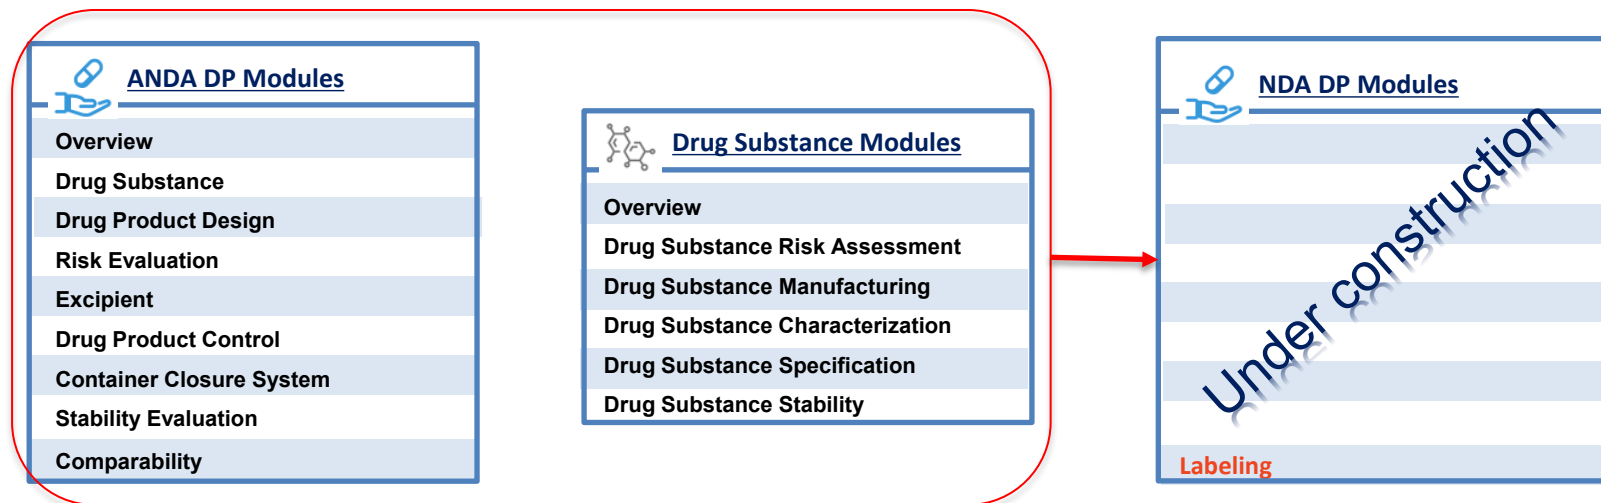 ANDA DP Modules
Overview
Drug Substance
Drug Product Design
Risk Evaluation
Excipient
Drug Product Control
Container Closure System
Stability Evaluation
Comparability
Drug Substance Modules
Overview
Drug Substance Risk Assessment
Drug Substance Manufacturing
Drug Substance Characterization
Drug Substance Specification
Drug Substance Stability
NDA DP Modules
Under construction
Labeling